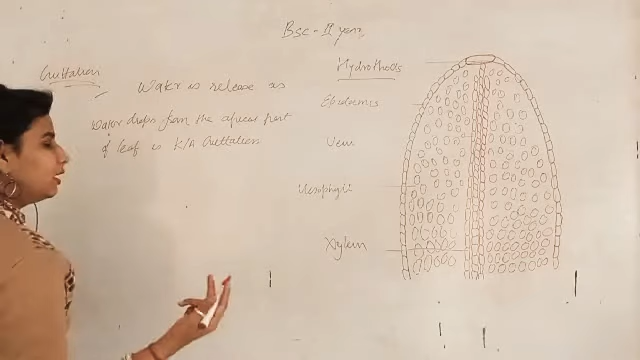 Bsc - II year
Guttation
Water is release as
Water drops from the apical part
of leaf is K/A Guttation
Hydrothods
Epidermis
Vein
Mesophyll
Xylem